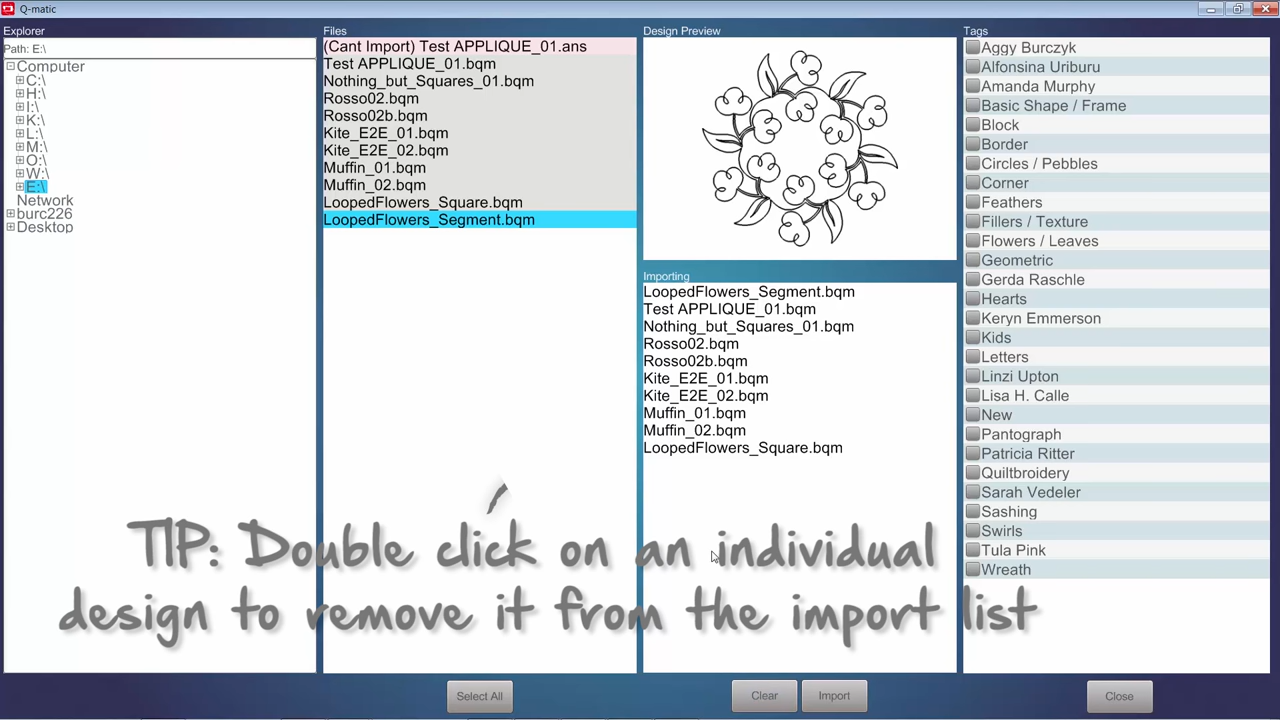 Q-matic
Explorer
Path: E:\
Computer
C:\
H:\
I:\
K:\
L:\
M:\
O:\
W:\
E:\
Network
burc226
Desktop
Files
(Cant Import) Test APPLIQUE_01.ans
Test APPLIQUE_01.bqm
Nothing_but_Squares_01.bqm
Rosso02.bqm
Rosso02b.bqm
Kite_E2E_01.bqm
Kite_E2E_02.bqm
Muffin_01.bqm
Muffin_02.bqm
LoopedFlowers_Square.bqm
LoopedFlowers_Segment.bqm
Design Preview
Importing
LoopedFlowers_Segment.bqm
Test APPLIQUE_01.bqm
Nothing_but_Squares_01.bqm
Rosso02.bqm
Rosso02b.bqm
Kite_E2E_01.bqm
Kite_E2E_02.bqm
Muffin_01.bqm
Muffin_02.bqm
LoopedFlowers_Square.bqm
Tags
Aggy Burczyk
Alfonsina Uriburu
Amanda Murphy
Basic Shape / Frame
Block
Border
Circles / Pebbles
Corner
Feathers
Fillers / Texture
Flowers / Leaves
Geometric
Gerda Raschle
Hearts
Keryn Emmerson
Kids
Letters
Linzi Upton
Lisa H. Calle
New
Pantograph
Patricia Ritter
Quiltbroidery
Sarah Vedeler
Sashing
Swirls
Tula Pink
Wreath
TIP: Double click on an individual
design to remove it from the import list
Select All
Clear
Import
Close